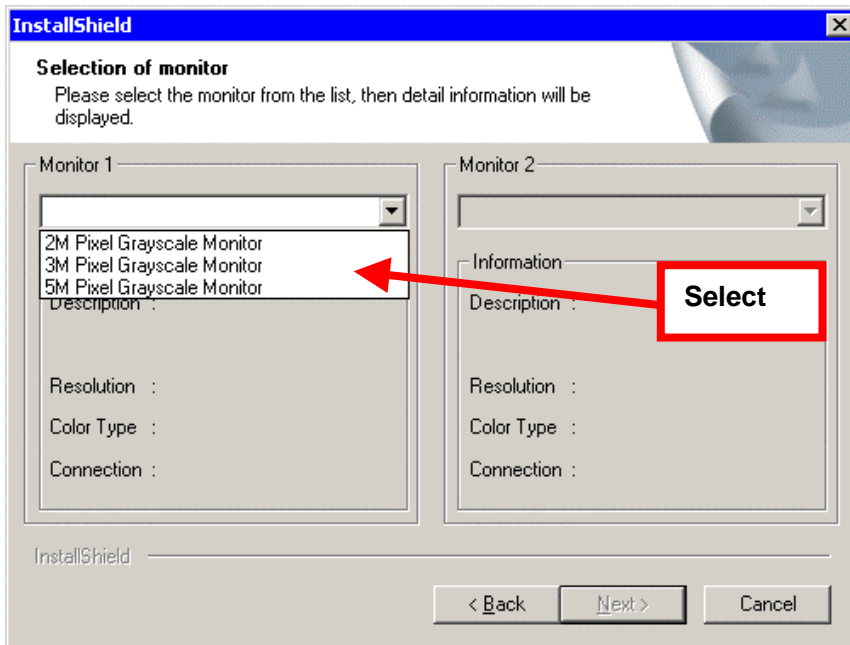 InstallShield
Selection of monitor
Please select the monitor from the list, then detail information will be
displayed.
Monitor 1
2M Pixel Grayscale Monitor
3M Pixel Grayscale Monitor
5M Pixel Grayscale Monitor
Description :
Resolution :
Color Type :
Connection :
Monitor 2
Information
Description :
Resolution :
Color Type :
Connection :
Select
InstallShield
< Back
Next >
Cancel